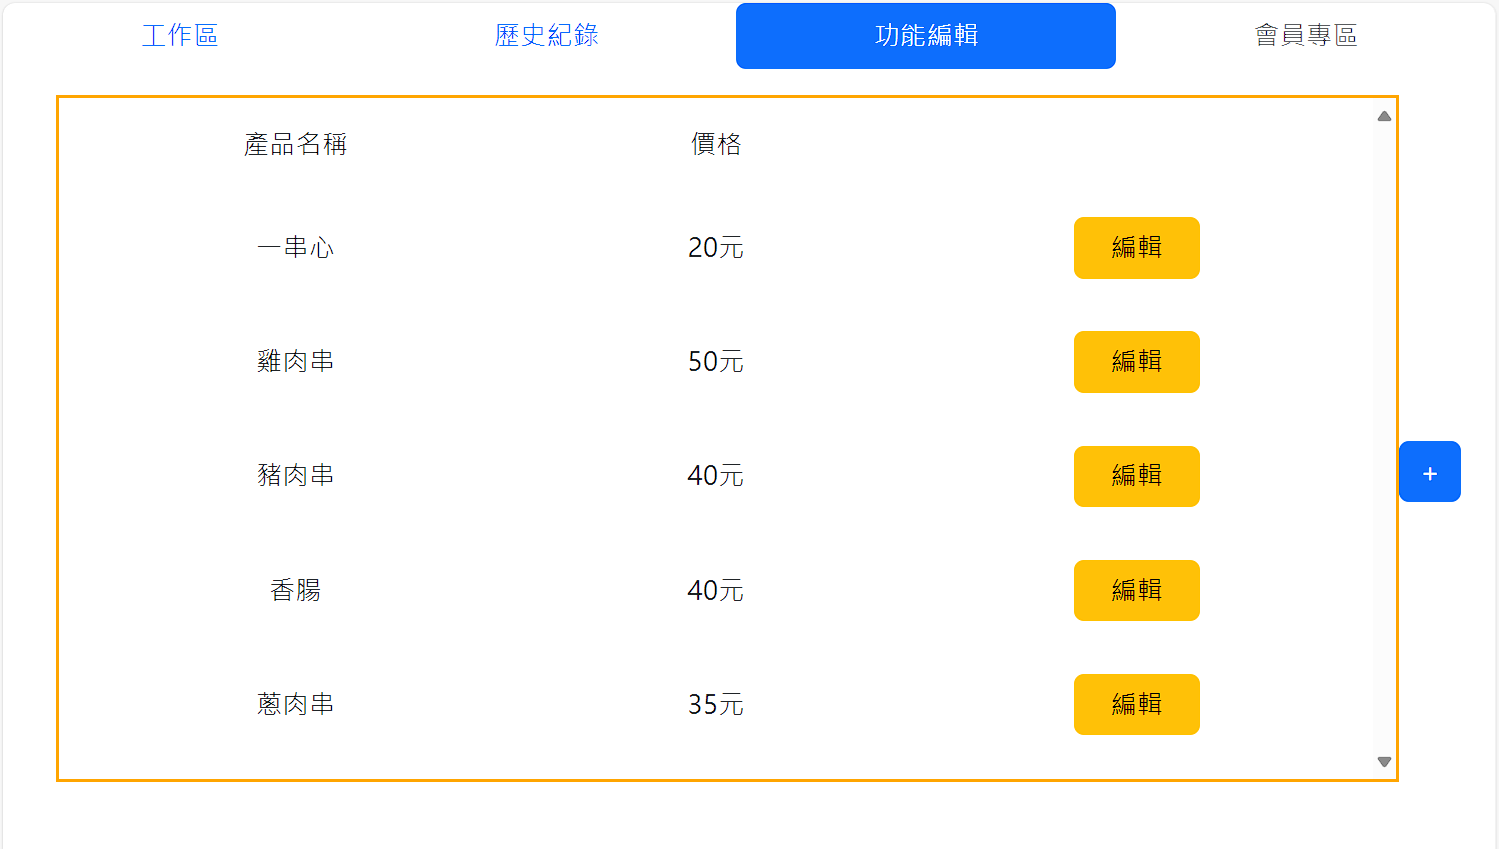 工作區 歷史紀錄 功能編輯 會員專區
產品名稱 價格
一串心 20元 編輯
雞肉串 50元 編輯
豬肉串 40元 編輯
+
香腸 40元 編輯
蔥肉串 35元 編輯